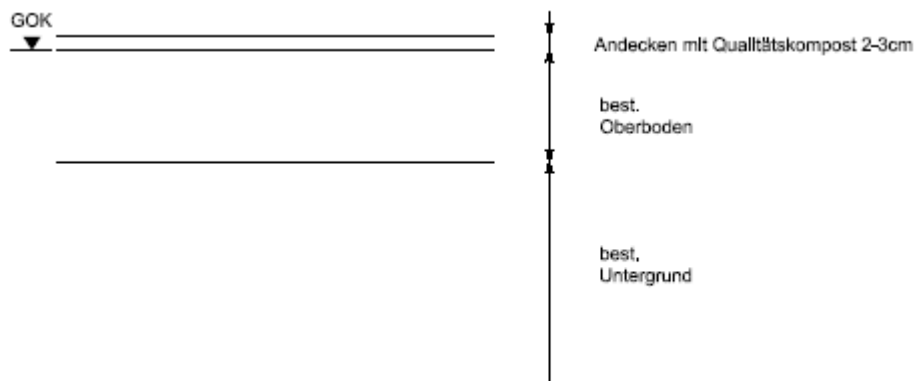 GOK
Andecken mit Qualitätskompost 2-3cm
best.
Oberboden
best.
Untergrund